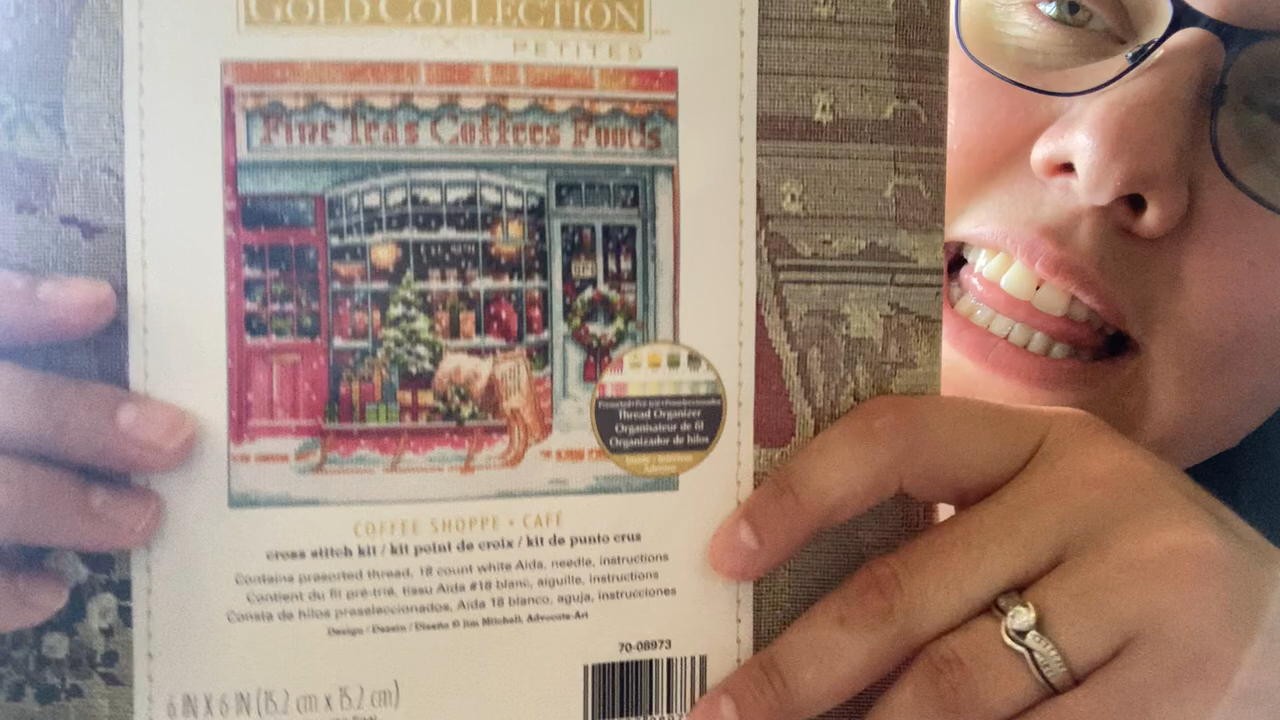 GOLD COLLECTION
PETITES
Fine Teas Coffees Foods
Thread Organizer
Organisateur de fil
Organizador de hilos
COFFEE SHOPPE • CAFÉ
cross stitch kit / kit point de croix / kit de punto cruz
Contains presorted thread, 18 count white Aida, needle, instructions
Contient du fil pré-trié, tissu Aida #18 blanc, aiguille, instructions
Consta de hilos preseleccionados, Aida 18 blanco, aguja, instrucciones
Design / Dessin / Diseño © Jim Mitchell, Advocate-Art
70-08973
6 IN X 6 IN (15.2 cm x 15.2 cm)